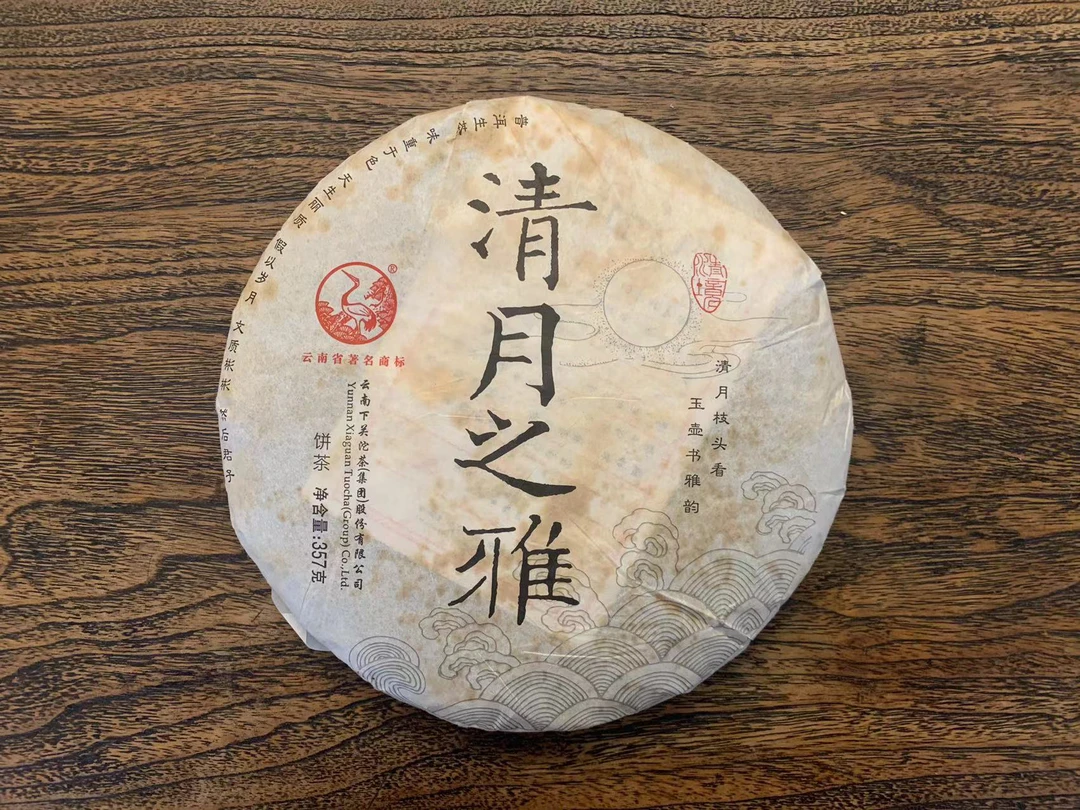 清月之雅
普洱生茶 味重于色 天生丽质 假以岁月 文质彬彬 然后君子
®
云南省著名商标
云南下关沱茶(集团)股份有限公司
Yunnan Xiaguan Tuocha(Group) Co.,Ltd.
饼茶 净含量:357克
清月枝头看
玉壶书雅韵